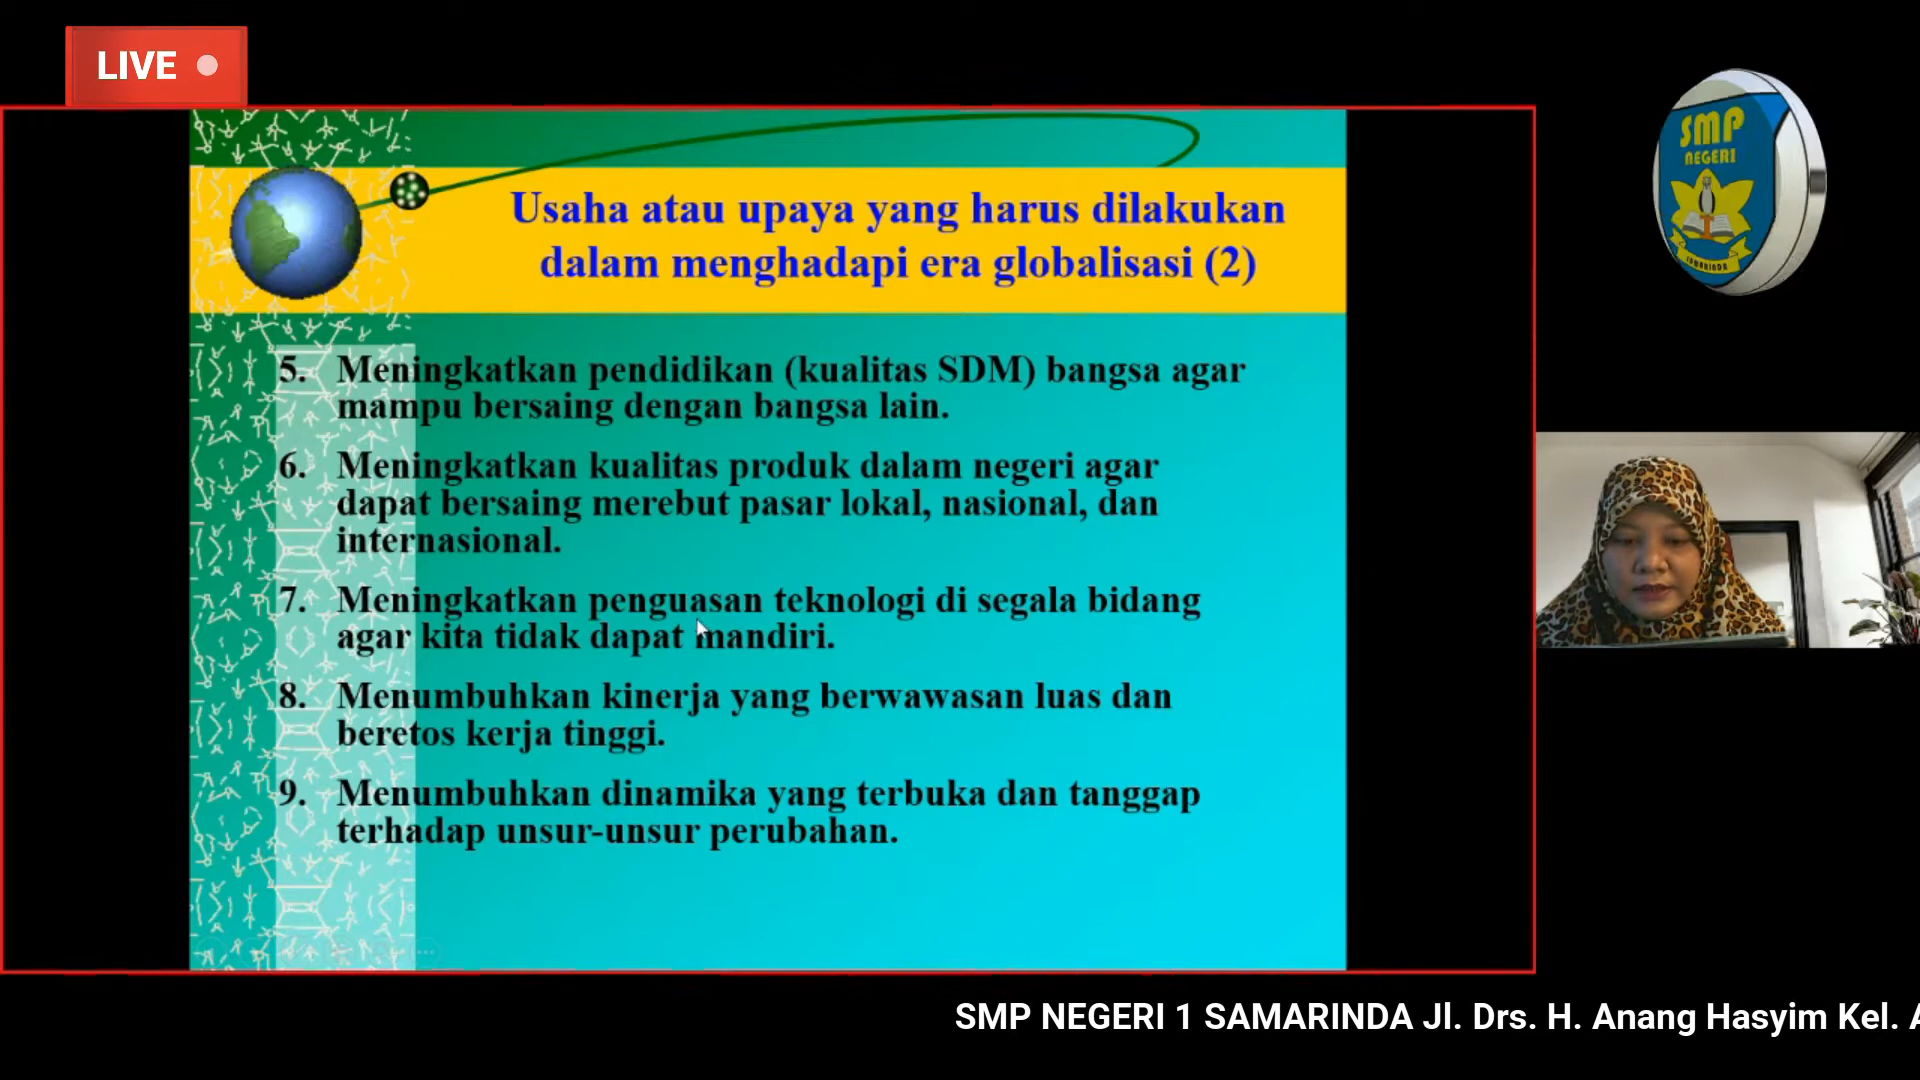 LIVE
SMP
NEGERI
SAMARINDA
Usaha atau upaya yang harus dilakukan
dalam menghadapi era globalisasi (2)
5. Meningkatkan pendidikan (kualitas SDM) bangsa agar
mampu bersaing dengan bangsa lain.
6. Meningkatkan kualitas produk dalam negeri agar
dapat bersaing merebut pasar lokal, nasional, dan
internasional.
7. Meningkatkan penguasan teknologi di segala bidang
agar kita tidak dapat mandiri.
8. Menumbuhkan kinerja yang berwawasan luas dan
beretos kerja tinggi.
9. Menumbuhkan dinamika yang terbuka dan tanggap
terhadap unsur-unsur perubahan.
SMP NEGERI 1 SAMARINDA Jl. Drs. H. Anang Hasyim Kel.